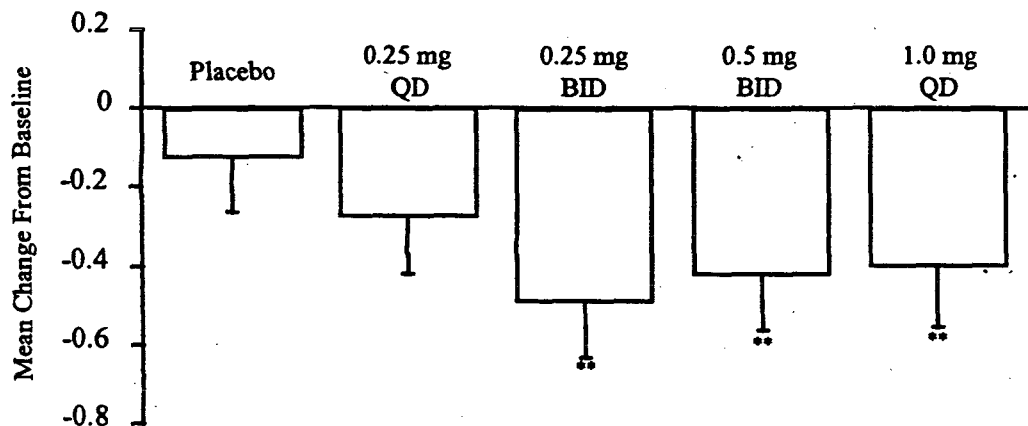 0.2
0
-0.2
-0.4
-0.6
-0.8
Mean Change From Baseline
Placebo
0.25 mg
QD
0.25 mg
BID
0.5 mg
BID
1.0 mg
QD
**
**
**